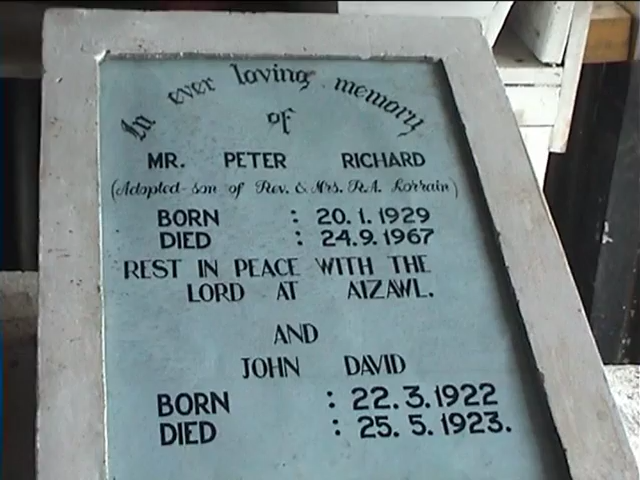 In ever loving memory
of
MR. PETER RICHARD
(Adopted son of Rev. & Mrs. R.A. Lorrain)
BORN : 20.1.1929
DIED : 24.9.1967
REST IN PEACE WITH THE
LORD AT AIZAWL.
AND
JOHN DAVID
BORN : 22.3.1922
DIED : 25.5.1923.